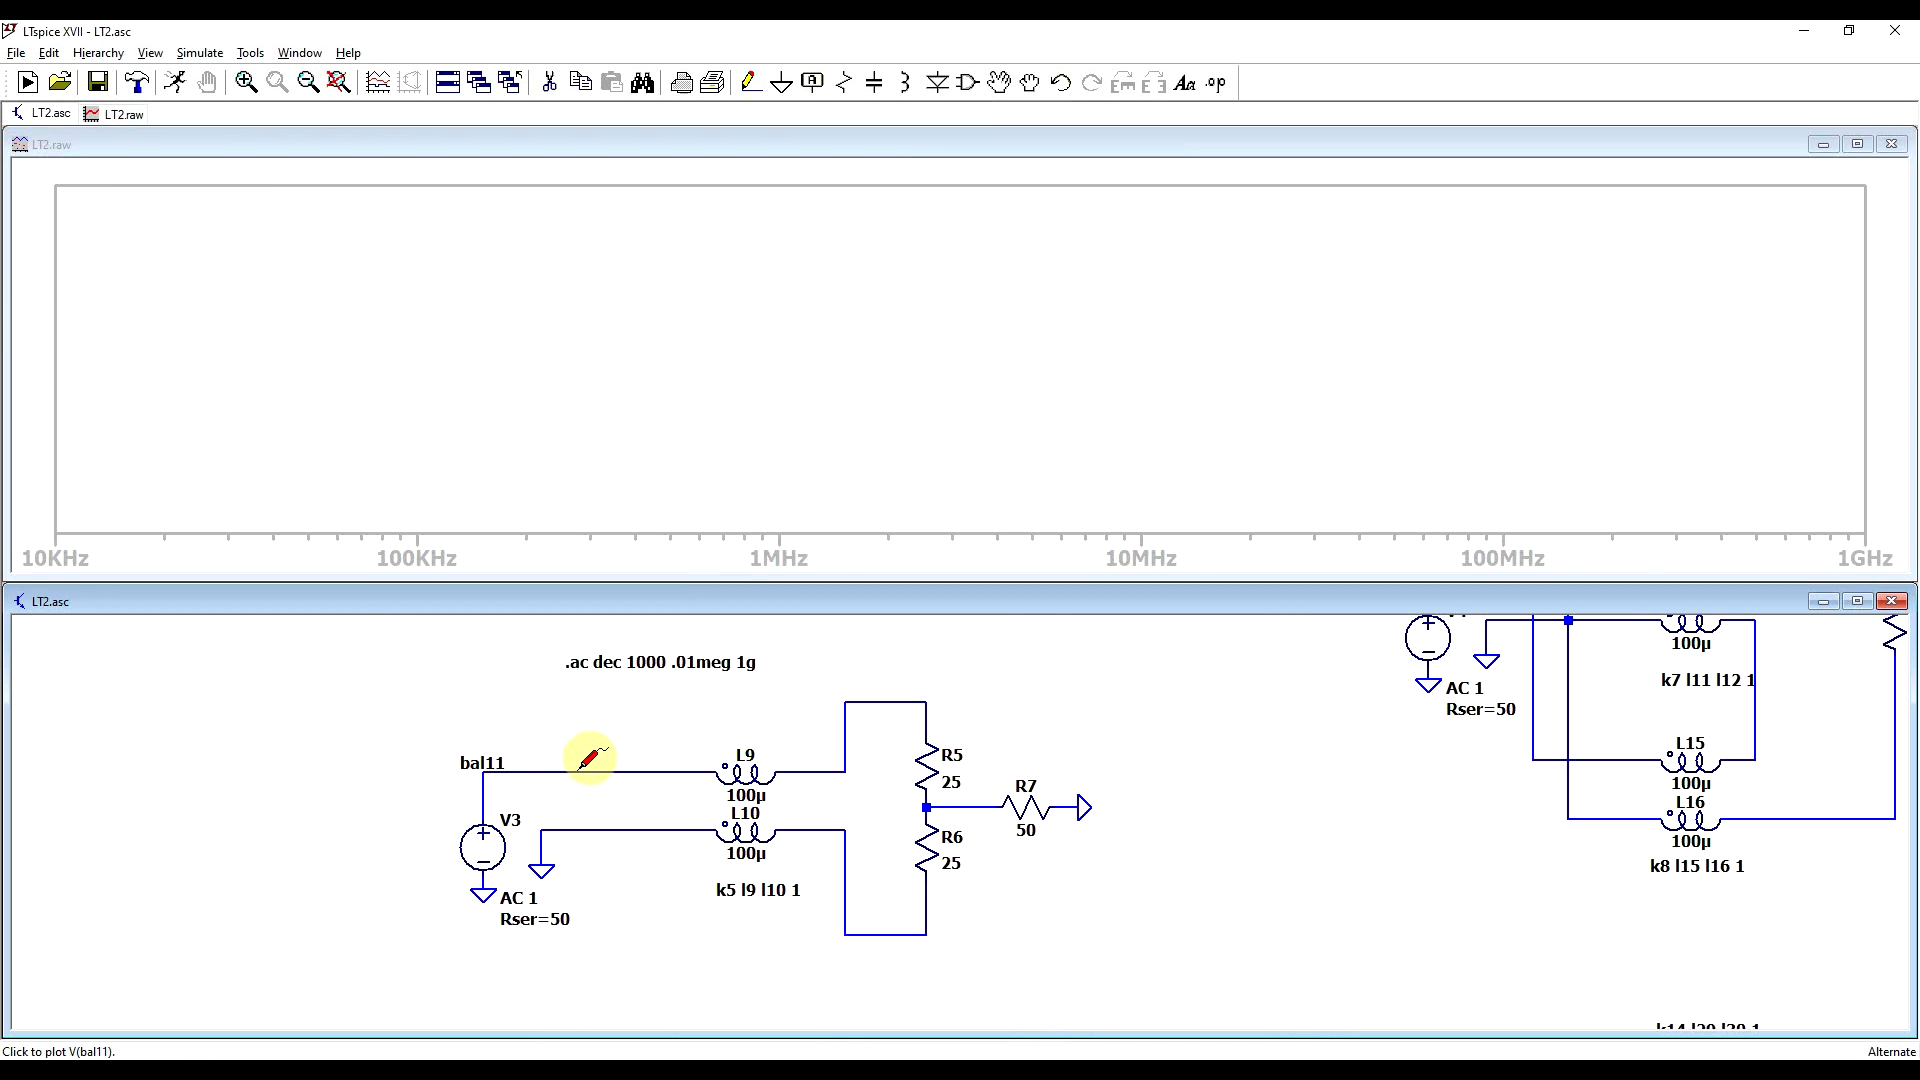 LTspice XVII - LT2.asc
File Edit Hierarchy View Simulate Tools Window Help
LT2.asc LT2.raw
LT2.raw
10KHz 100KHz 1MHz 10MHz 100MHz 1GHz
LT2.asc
.ac dec 1000 .01meg 1g
bal11
V3
AC 1
Rser=50
L9
100µ
L10
100µ
k5 l9 l10 1
R5
25
R6
25
R7
50
AC 1
Rser=50
100µ
k7 l11 l12 1
L15
100µ
L16
100µ
k8 l15 l16 1
Click to plot V(bal11).
Alternate